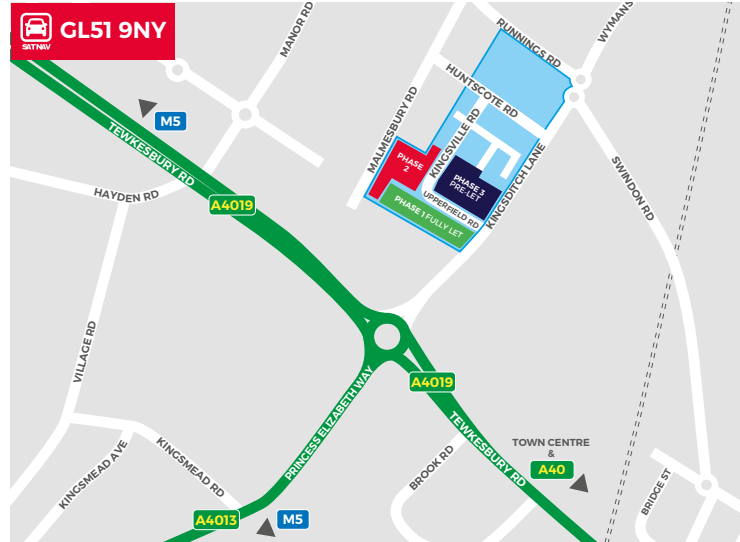 SAT NAV
GL51 9NY
MANOR RD
RUNNINGS RD
WYMANS
HUNTSCOTE RD
M5
TEWKESBURY RD
MALMESBURY RD
KINGSVILLE RD
PHASE
2
PHASE 3
PRE-LET
KINGSDITCH LANE
SWINDON RD
HAYDEN RD
A4019
UPPERFIELD RD
PHASE 1 FULLY LET
VILLAGE RD
PRINCESS ELIZABETH WAY
A4019
TEWKESBURY RD
KINGSMEAD AVE
KINGSMEAD RD
BROOK RD
TOWN CENTRE
&
A40
BRIDGE ST
A4013
M5